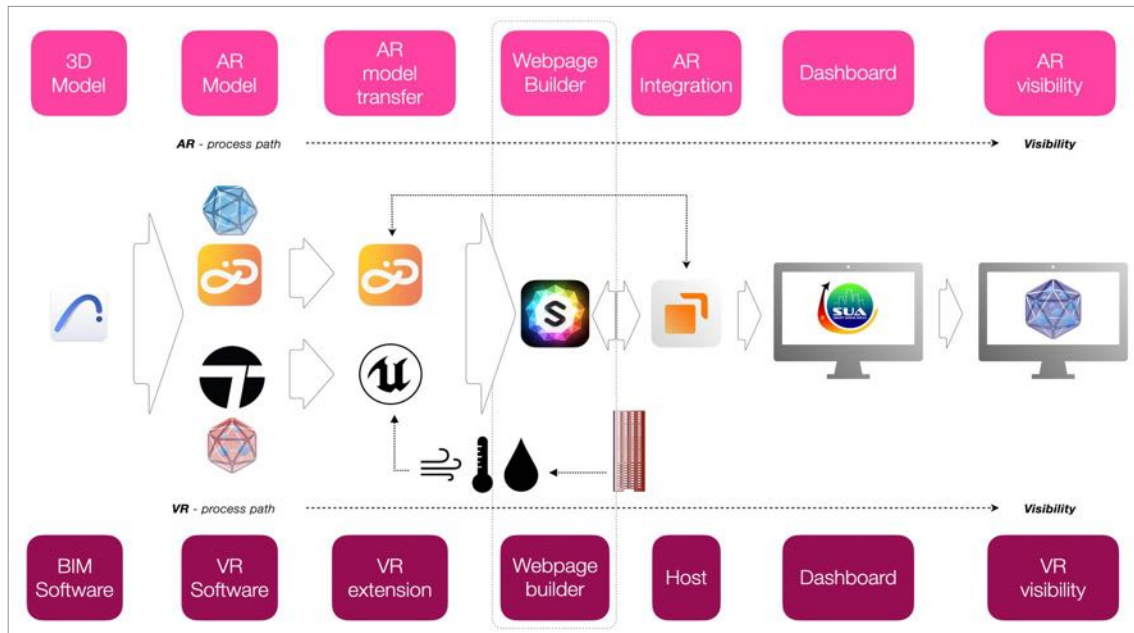 3D
Model
AR
Model
AR
model
transfer
Webpage
Builder
AR
Integration
Dashboard
AR
visibility
AR - process path
Visibility
S
SUA
VR - process path
Visibility
BIM
Software
VR
Software
VR
extension
Webpage
builder
Host
Dashboard
VR
visibility